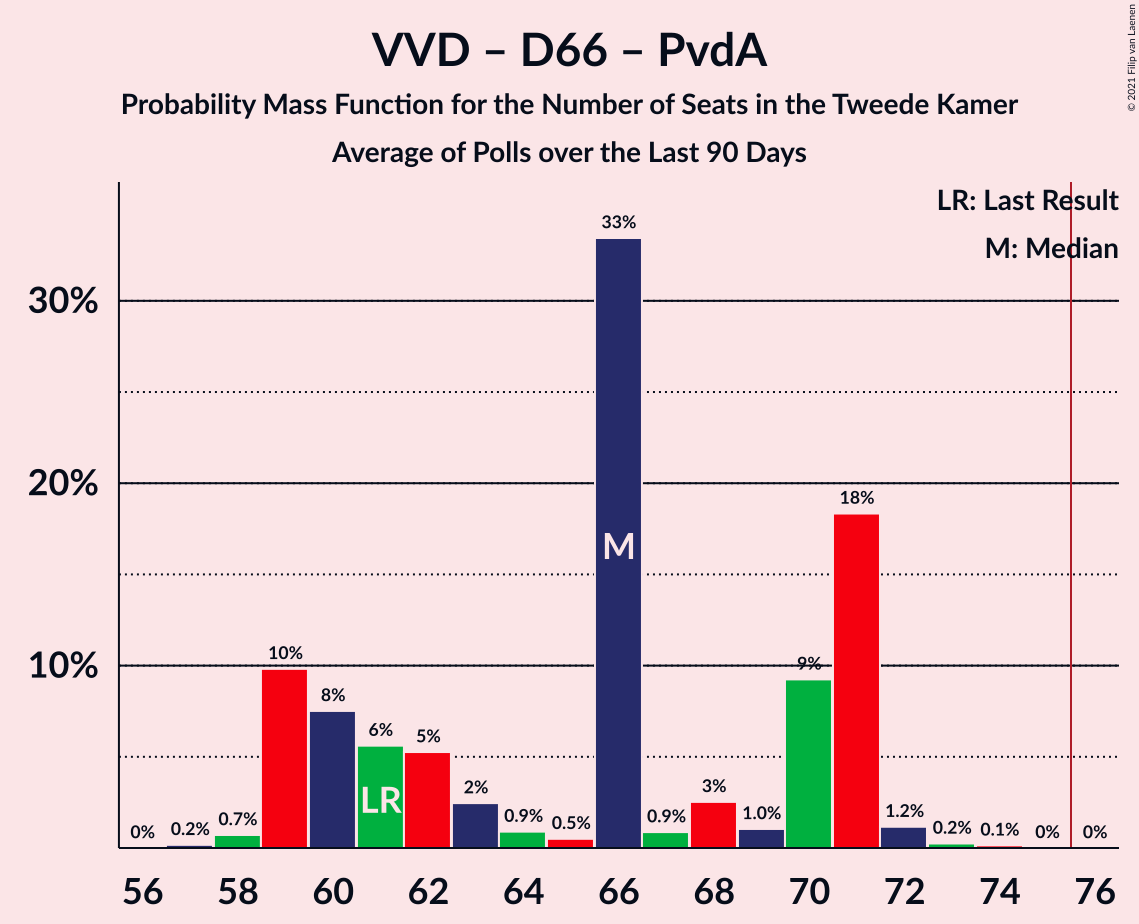 VVD – D66 – PvdA
Probability Mass Function for the Number of Seats in the Tweede Kamer
Average of Polls over the Last 90 Days
© 2021 Filip van Laenen
LR: Last Result
M: Median
30%
20%
10%
0%
0.2%
0.7%
10%
8%
6%
5%
2%
0.9%
0.5%
33%
0.9%
3%
1.0%
9%
18%
1.2%
0.2%
0.1%
0%
0%
LR
M
56 58 60 62 64 66 68 70 72 74 76